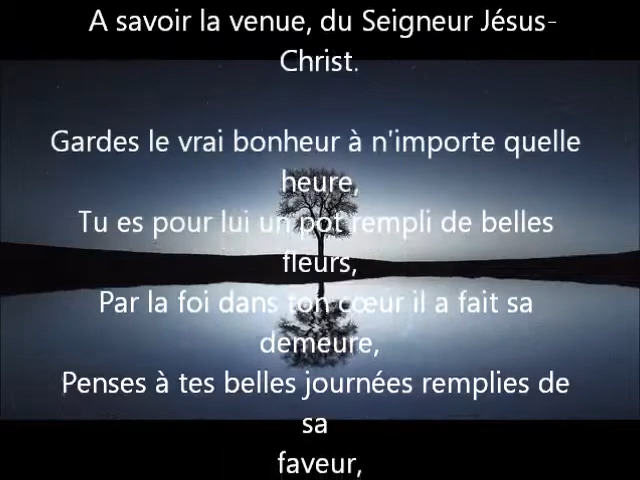 A savoir la venue, du Seigneur Jésus-
Christ.
Gardes le vrai bonheur à n'importe quelle
heure,
Tu es pour lui un pot rempli de belles
fleurs,
Par la foi dans ton cœur il a fait sa
demeure,
Penses à tes belles journées remplies de
sa
faveur,